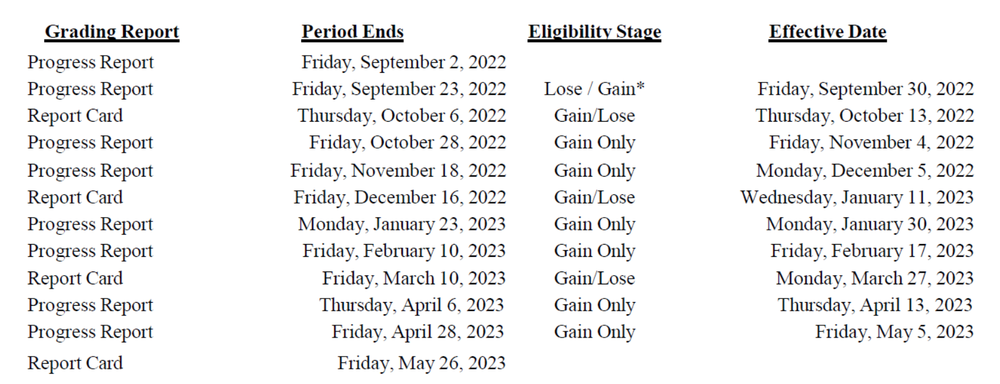 Grading Report Period Ends Eligibility Stage Effective Date
Progress Report Friday, September 2, 2022
Progress Report Friday, September 23, 2022 Lose / Gain* Friday, September 30, 2022
Report Card Thursday, October 6, 2022 Gain/Lose Thursday, October 13, 2022
Progress Report Friday, October 28, 2022 Gain Only Friday, November 4, 2022
Progress Report Friday, November 18, 2022 Gain Only Monday, December 5, 2022
Report Card Friday, December 16, 2022 Gain/Lose Wednesday, January 11, 2023
Progress Report Monday, January 23, 2023 Gain Only Monday, January 30, 2023
Progress Report Friday, February 10, 2023 Gain Only Friday, February 17, 2023
Report Card Friday, March 10, 2023 Gain/Lose Monday, March 27, 2023
Progress Report Thursday, April 6, 2023 Gain Only Thursday, April 13, 2023
Progress Report Friday, April 28, 2023 Gain Only Friday, May 5, 2023
Report Card Friday, May 26, 2023